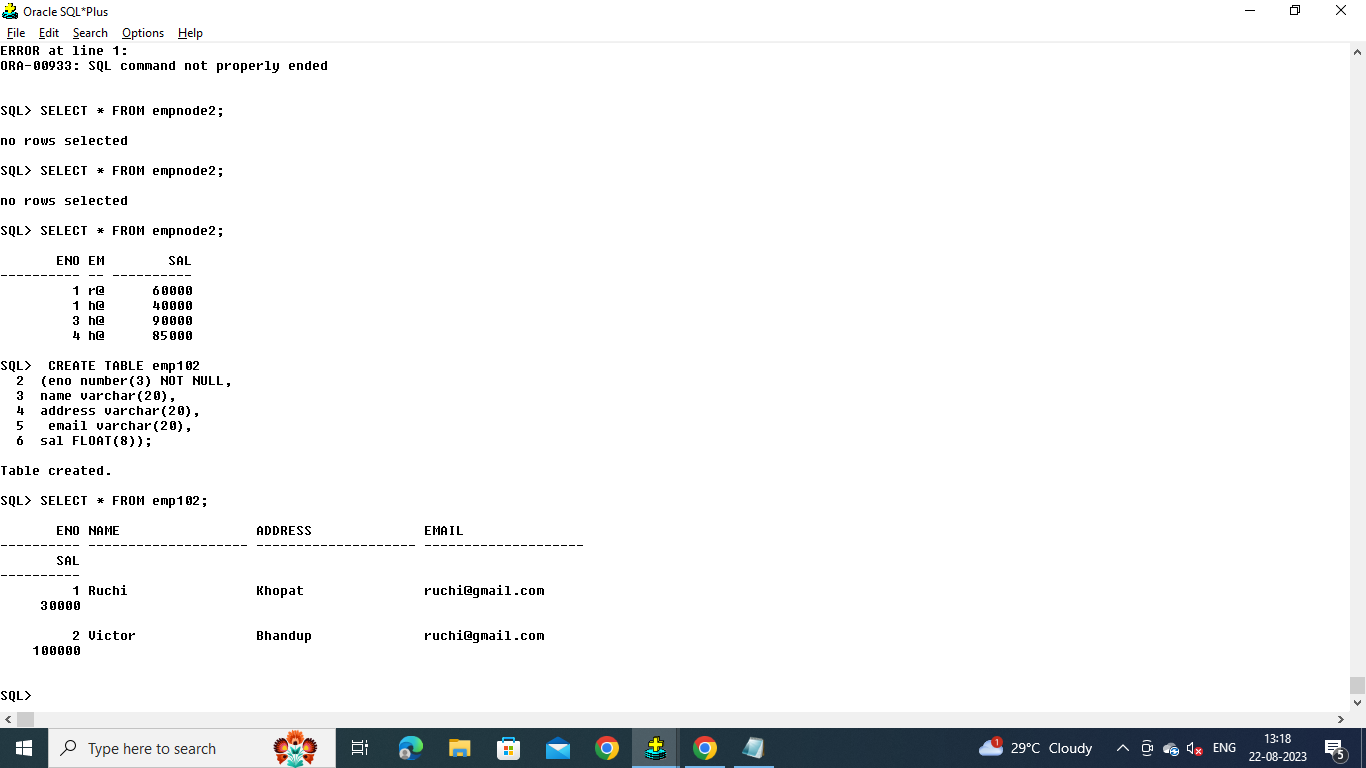 Oracle SQL*Plus
File Edit Search Options Help
ERROR at line 1:
ORA-00933: SQL command not properly ended
SQL> SELECT * FROM empnode2;
no rows selected
SQL> SELECT * FROM empnode2;
no rows selected
SQL> SELECT * FROM empnode2;
ENO EM SAL
---------- -- ----------
1 r@ 60000
1 h@ 40000
3 h@ 90000
4 h@ 85000
SQL>  CREATE TABLE emp102
2 (eno number(3) NOT NULL,
3 name varchar(20),
4 address varchar(20),
5 email varchar(20),
6 sal FLOAT(8));
Table created.
SQL> SELECT * FROM emp102;
ENO NAME ADDRESS EMAIL
---------- -------------------- -------------------- --------------------
SAL
----------
1 Ruchi Khopat ruchi@gmail.com
30000
2 Victor Bhandup ruchi@gmail.com
100000
SQL>
Type here to search
1
29°C Cloudy
ENG
13:18
22-08-2023
5